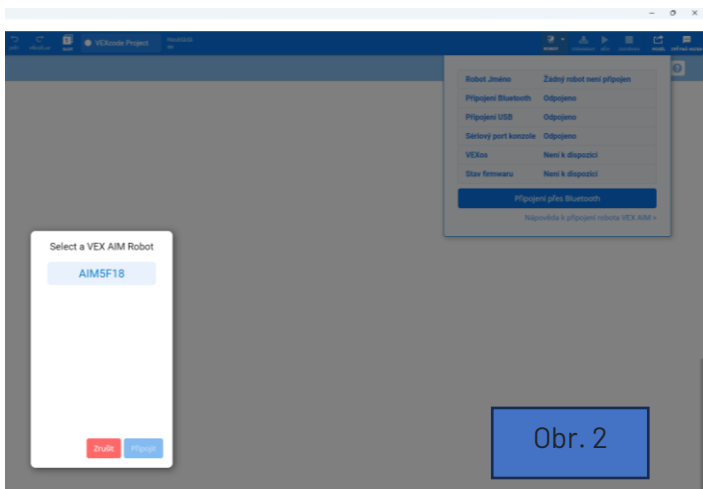 VEXcode Project
Robot Jméno Žádný robot není připojen
Připojení Bluetooth Odpojeno
Připojení USB Odpojeno
Sériový port konzole Odpojeno
VEXos Není k dispozici
Stav firmwaru Není k dispozici
Připojení přes Bluetooth
Nápověda k připojení robota VEX AIM >
Select a VEX AIM Robot
AIM5F18
Zrušit Připojit
Obr. 2